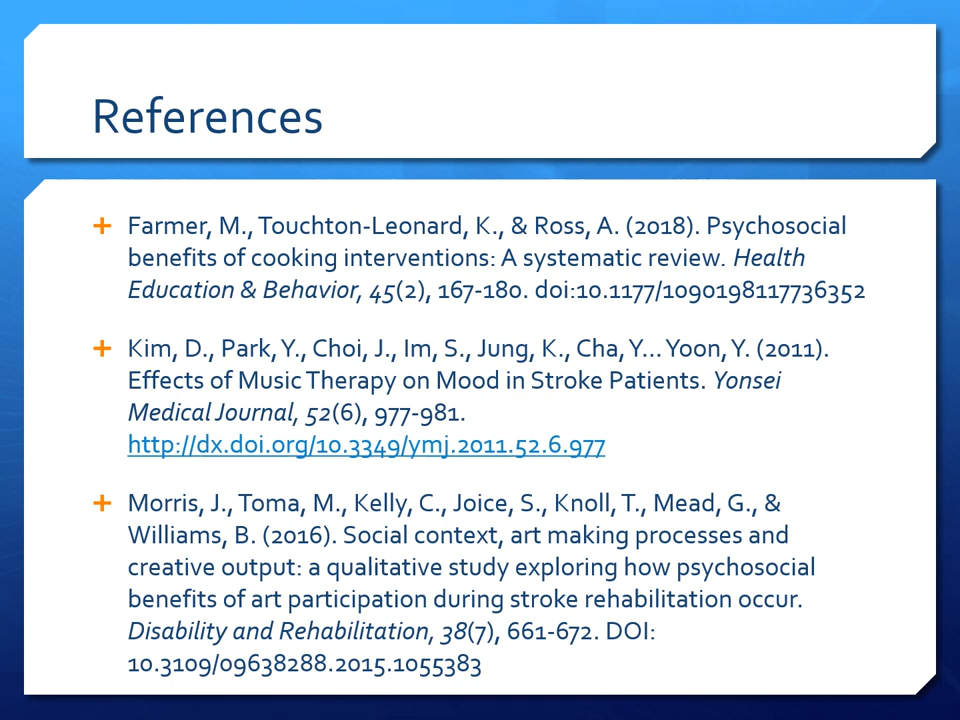 References
Farmer, M., Touchton-Leonard, K., & Ross, A. (2018). Psychosocial
benefits of cooking interventions: A systematic review. Health
Education & Behavior, 45(2), 167-180. doi:10.1177/1090198117736352
Kim, D., Park, Y., Choi, J., Im, S., Jung, K., Cha, Y... Yoon, Y. (2011).
Effects of Music Therapy on Mood in Stroke Patients. Yonsei
Medical Journal, 52(6), 977-981.
http://dx.doi.org/10.3349/ymj.2011.52.6.977
Morris, J., Toma, M., Kelly, C., Joice, S., Knoll, T., Mead, G., &
Williams, B. (2016). Social context, art making processes and
creative output: a qualitative study exploring how psychosocial
benefits of art participation during stroke rehabilitation occur.
Disability and Rehabilitation, 38(7), 661-672. DOI:
10.3109/09638288.2015.1055383